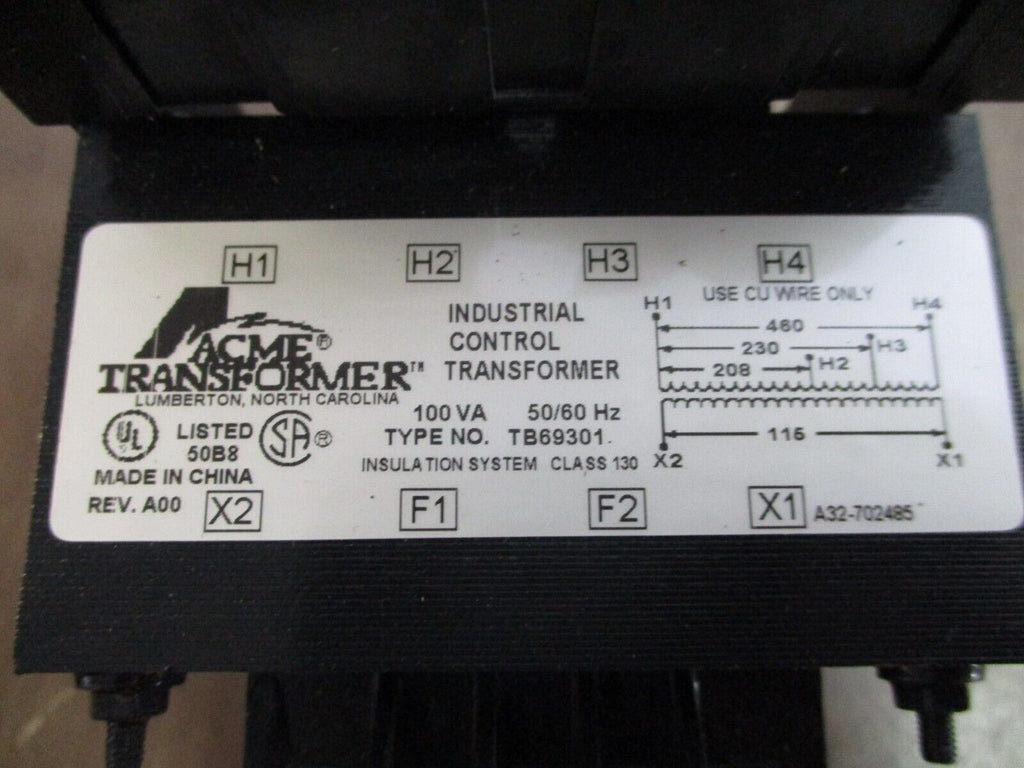 H1 H2 H3 H4
USE CU WIRE ONLY
ACME®
TRANSFORMER™
LUMBERTON, NORTH CAROLINA
INDUSTRIAL
CONTROL
TRANSFORMER
H1 H4
460
230 H3
208 H2
115
X2 X1
100 VA 50/60 Hz
TYPE NO. TB69301
INSULATION SYSTEM CLASS 130
UL LISTED
50B8
SA ®
MADE IN CHINA
REV. A00
X2 F1 F2 X1 A32-702485